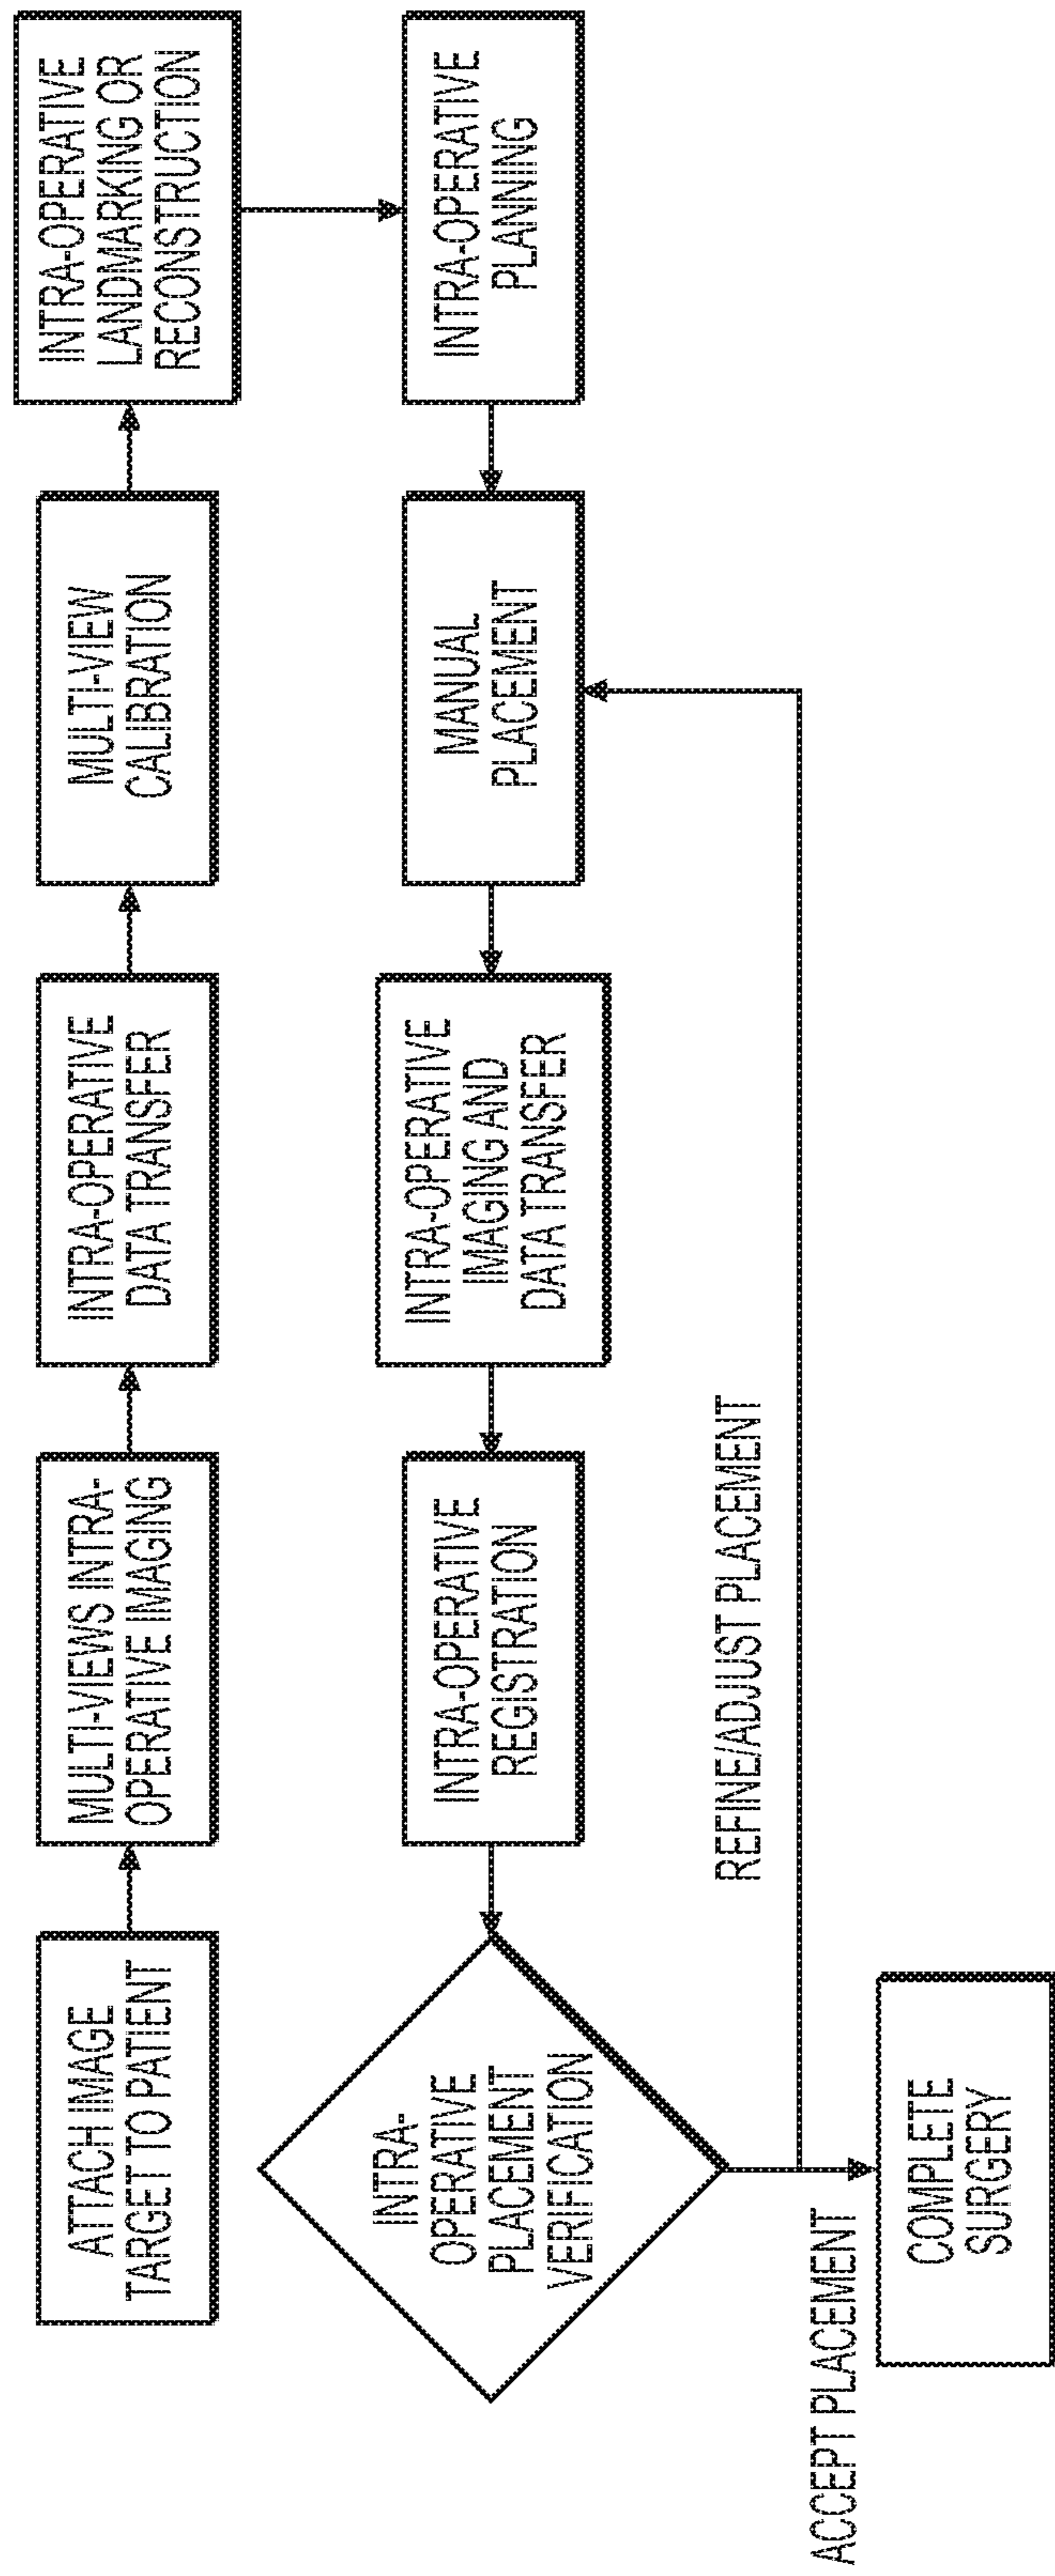 ATTACH IMAGE
TARGET TO PATIENT
MULTI-VIEWS INTRA-
OPERATIVE IMAGING
INTRA-OPERATIVE
DATA TRANSFER
MULTI-VIEW
CALIBRATION
INTRA-OPERATIVE
LANDMARKING OR
RECONSTRUCTION
INTRA-OPERATIVE
PLANNING
MANUAL
PLACEMENT
INTRA-OPERATIVE
IMAGING AND
DATA TRANSFER
INTRA-OPERATIVE
REGISTRATION
INTRA-
OPERATIVE
PLACEMENT
VERIFICATION
REFINE/ADJUST PLACEMENT
ACCEPT PLACEMENT
COMPLETE
SURGERY